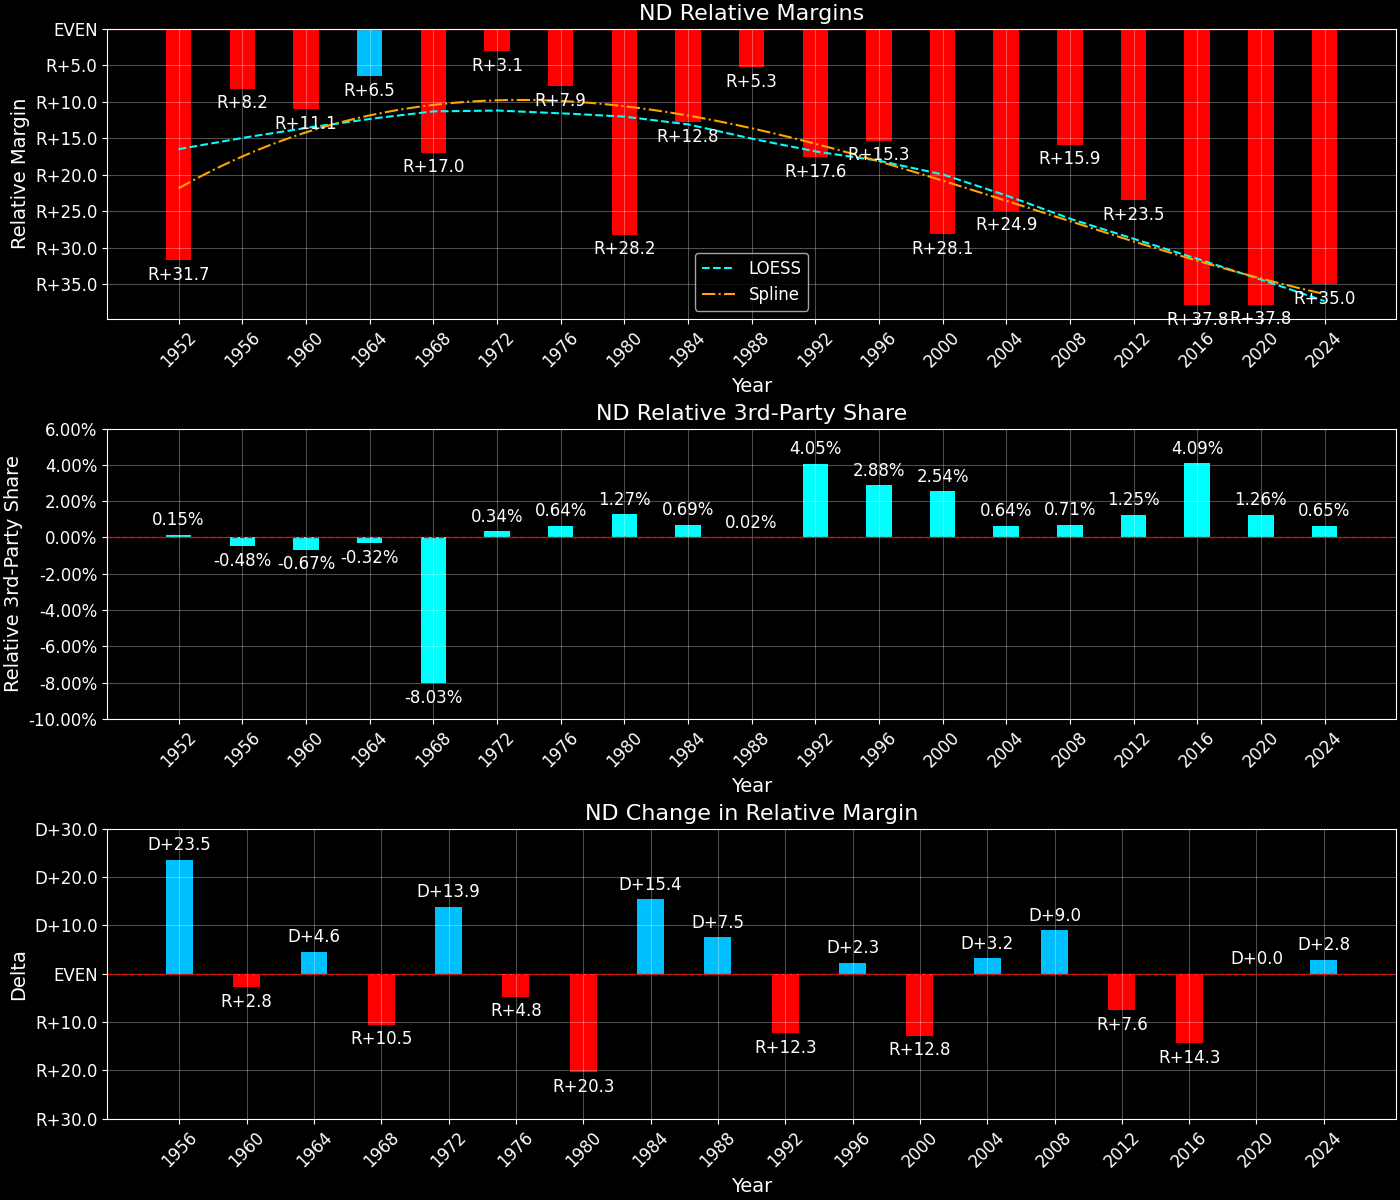 ND Relative Margins
Relative Margin
EVEN
R+5.0
R+10.0
R+15.0
R+20.0
R+25.0
R+30.0
R+35.0
R+31.7
R+8.2
R+11.1
R+6.5
R+17.0
R+3.1
R+7.9
R+28.2
R+12.8
R+5.3
R+17.6
R+15.3
R+28.1
R+24.9
R+15.9
R+23.5
R+37.8
R+37.8
R+35.0
LOESS
Spline
1952 1956 1960 1964 1968 1972 1976 1980 1984 1988 1992 1996 2000 2004 2008 2012 2016 2020 2024
Year
ND Relative 3rd-Party Share
Relative 3rd-Party Share
6.00%
4.00%
2.00%
0.00%
-2.00%
-4.00%
-6.00%
-8.00%
-10.00%
0.15%
-0.48%
-0.67%
-0.32%
-8.03%
0.34%
0.64%
1.27%
0.69%
0.02%
4.05%
2.88%
2.54%
0.64%
0.71%
1.25%
4.09%
1.26%
0.65%
1952 1956 1960 1964 1968 1972 1976 1980 1984 1988 1992 1996 2000 2004 2008 2012 2016 2020 2024
Year
ND Change in Relative Margin
Delta
D+30.0
D+20.0
D+10.0
EVEN
R+10.0
R+20.0
R+30.0
D+23.5
R+2.8
D+4.6
R+10.5
D+13.9
R+4.8
R+20.3
D+15.4
D+7.5
R+12.3
D+2.3
R+12.8
D+3.2
D+9.0
R+7.6
R+14.3
D+0.0
D+2.8
1956 1960 1964 1968 1972 1976 1980 1984 1988 1992 1996 2000 2004 2008 2012 2016 2020 2024
Year